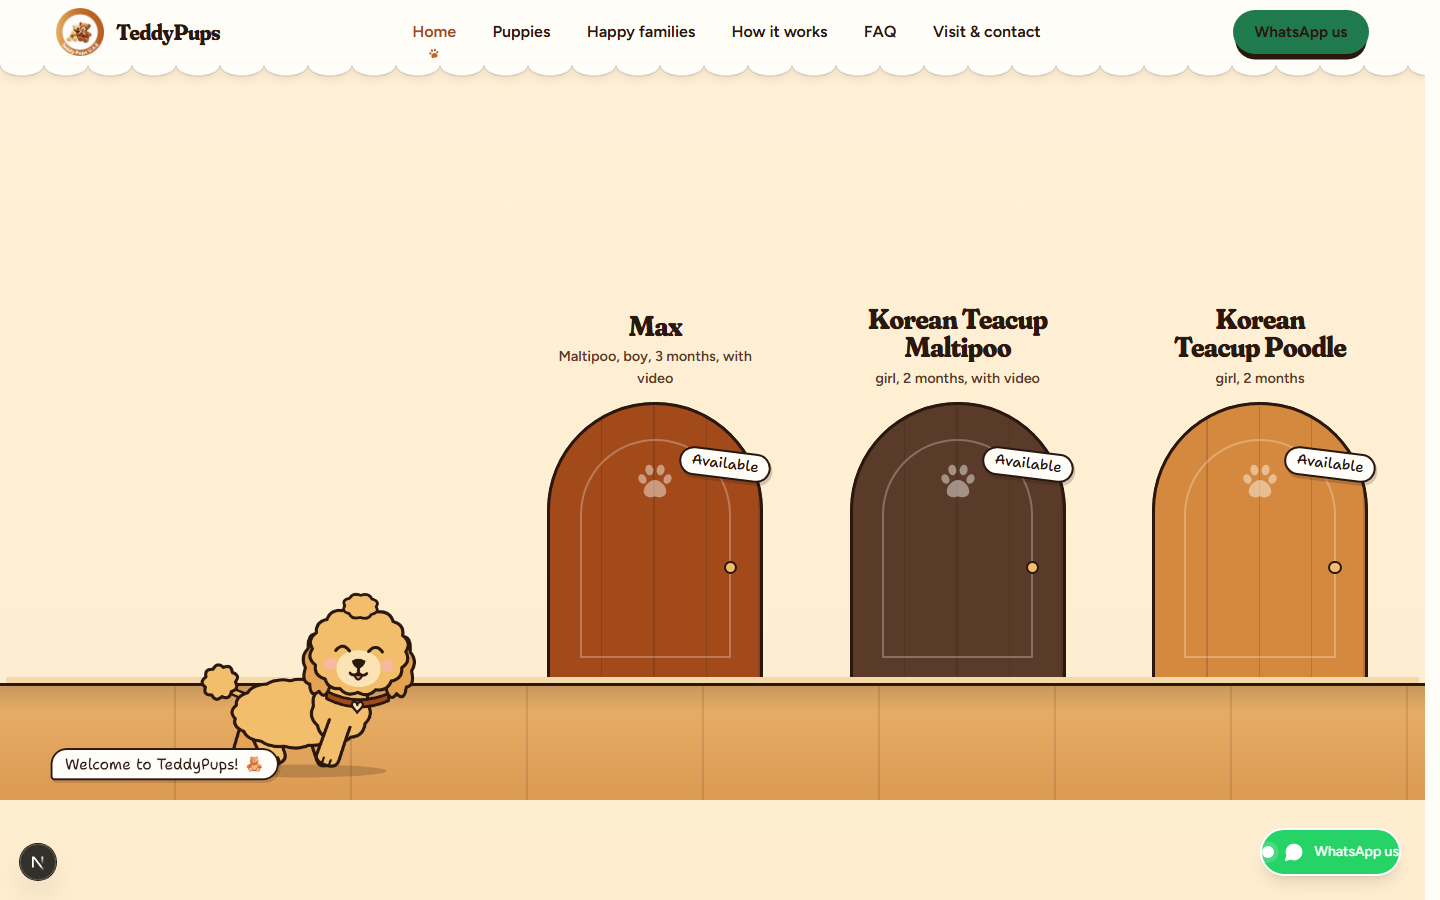 TeddyPups
Home
Puppies
Happy families
How it works
FAQ
Visit & contact
WhatsApp us
Max
Maltipoo, boy, 3 months, with
video
Korean Teacup
Maltipoo
girl, 2 months, with video
Korean
Teacup Poodle
girl, 2 months
Available
Available
Available
Welcome to TeddyPups! 🧸
N
WhatsApp us